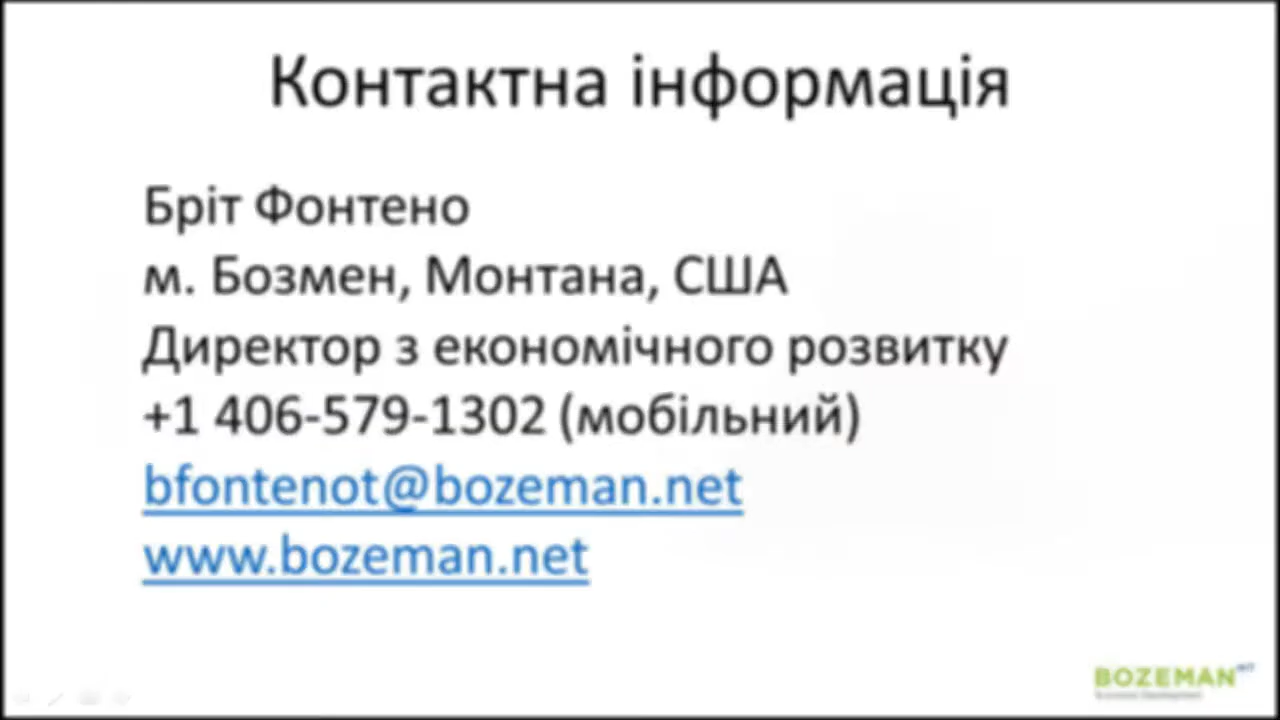 Контактна інформація
Бріт Фонтено
м. Бозмен, Монтана, США
Директор з економічного розвитку
+1 406-579-1302 (мобільний)
bfontenot@bozeman.net
www.bozeman.net
BOZEMAN